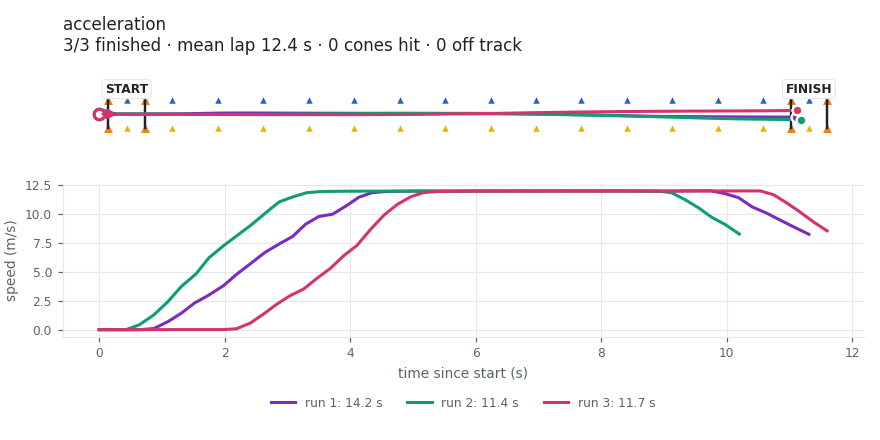 acceleration
3/3 finished · mean lap 12.4 s · 0 cones hit · 0 off track
START
FINISH
12.5
10.0
7.5
5.0
2.5
0.0
speed (m/s)
0 2 4 6 8 10 12
time since start (s)
run 1: 14.2 s run 2: 11.4 s run 3: 11.7 s